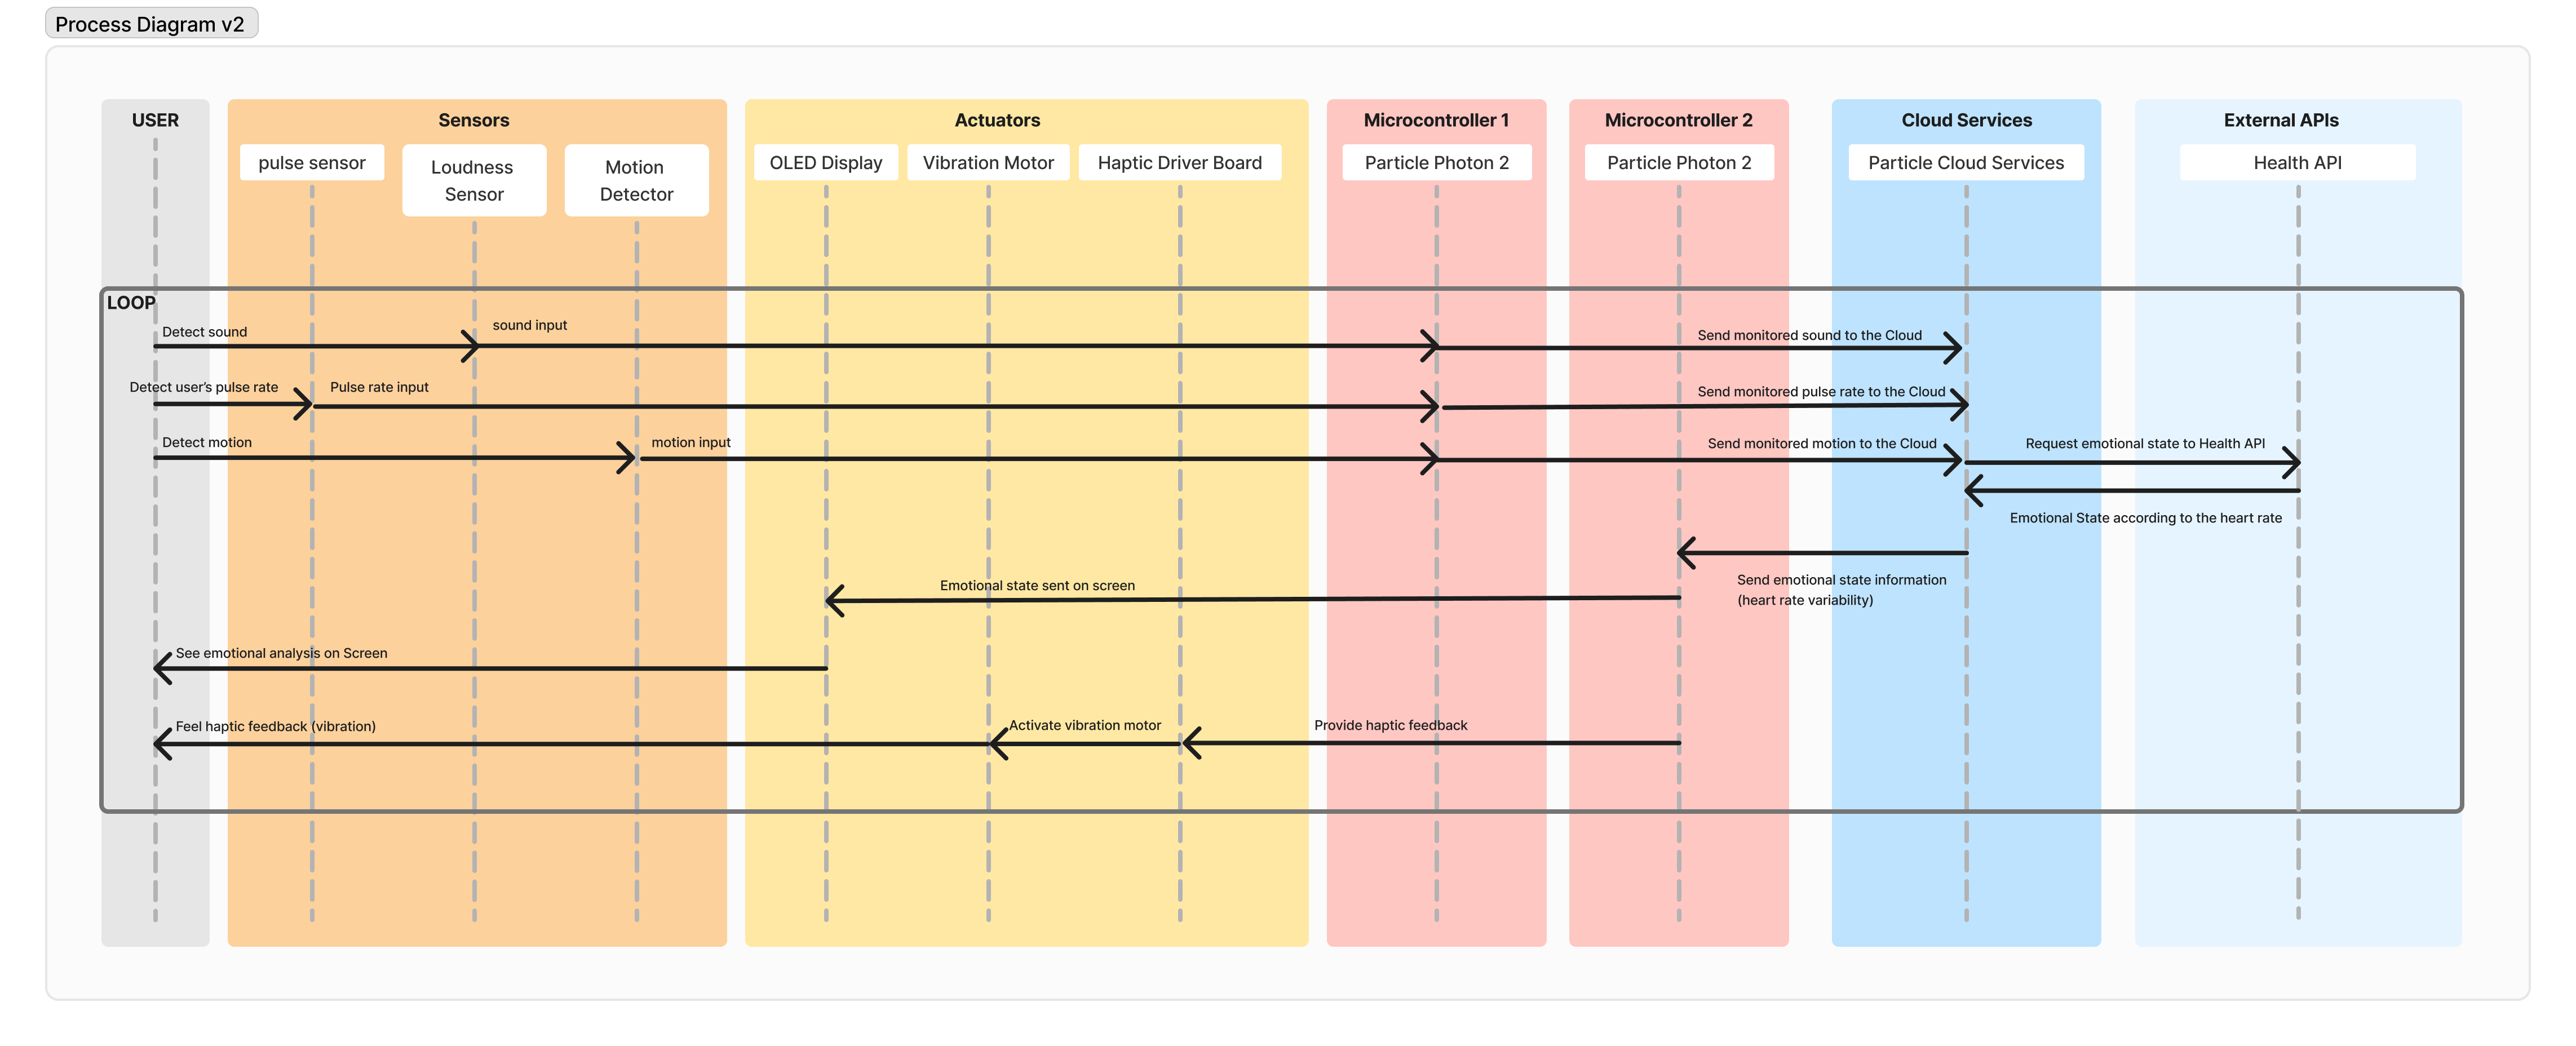 Process Diagram v2
USER
Sensors
Actuators
Microcontroller 1
Microcontroller 2
Cloud Services
External APIs
pulse sensor
Loudness
Sensor
Motion
Detector
OLED Display
Vibration Motor
Haptic Driver Board
Particle Photon 2
Particle Photon 2
Particle Cloud Services
Health API
LOOP
Detect sound
sound input
Send monitored sound to the Cloud
Detect user's pulse rate
Pulse rate input
Send monitored pulse rate to the Cloud
Detect motion
motion input
Send monitored motion to the Cloud
Request emotional state to Health API
Emotional State according to the heart rate
Send emotional state information
(heart rate variability)
Emotional state sent on screen
See emotional analysis on Screen
Feel haptic feedback (vibration)
Activate vibration motor
Provide haptic feedback